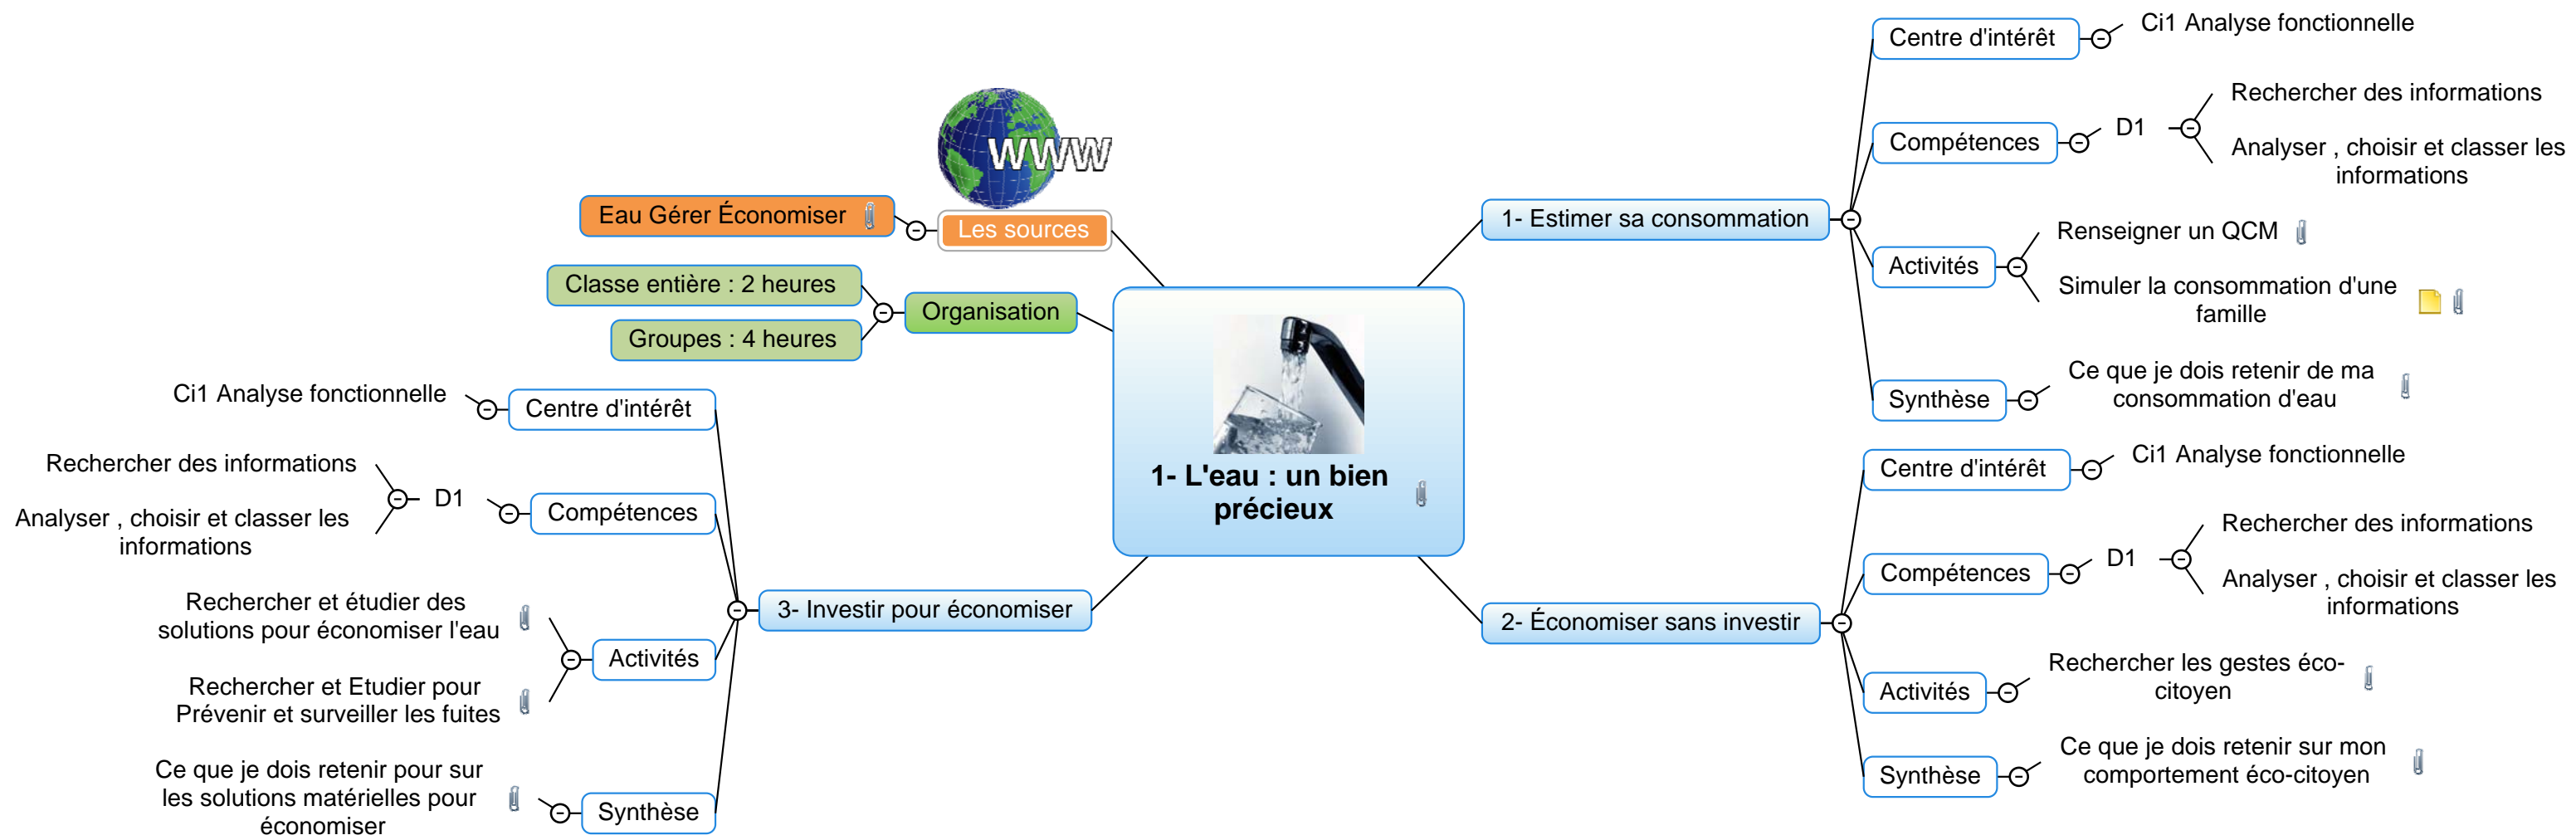 1- L'eau : un bien
précieux
1- Estimer sa consommation
Centre d'intérêt
Ci1 Analyse fonctionnelle
Compétences
D1
Rechercher des informations
Analyser , choisir et classer les
informations
Activités
Renseigner un QCM
Simuler la consommation d'une
famille
Synthèse
Ce que je dois retenir de ma
consommation d'eau
2- Économiser sans investir
Centre d'intérêt
Ci1 Analyse fonctionnelle
Compétences
D1
Rechercher des informations
Analyser , choisir et classer les
informations
Activités
Rechercher les gestes éco-
citoyen
Synthèse
Ce que je dois retenir sur mon
comportement éco-citoyen
3- Investir pour économiser
Centre d'intérêt
Ci1 Analyse fonctionnelle
Compétences
D1
Rechercher des informations
Analyser , choisir et classer les
informations
Activités
Rechercher et étudier des
solutions pour économiser l'eau
Rechercher et Etudier pour
Prévenir et surveiller les fuites
Synthèse
Ce que je dois retenir pour sur
les solutions matérielles pour
économiser
Organisation
Classe entière : 2 heures
Groupes : 4 heures
WWW
Les sources
Eau Gérer Économiser